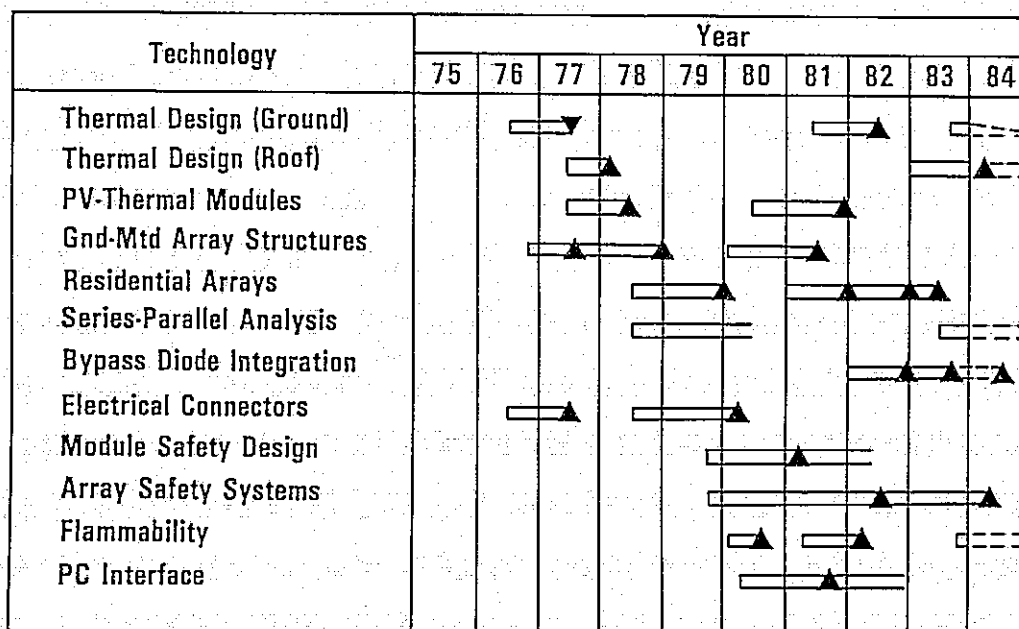 Technology
Year
75 76 77 78 79 80 81 82 83 84
Thermal Design (Ground)
Thermal Design (Roof)
PV-Thermal Modules
Gnd-Mtd Array Structures
Residential Arrays
Series-Parallel Analysis
Bypass Diode Integration
Electrical Connectors
Module Safety Design
Array Safety Systems
Flammability
PC Interface